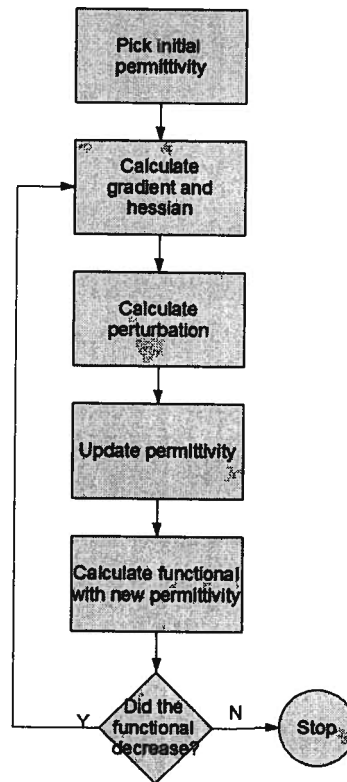 Pick initial
permittivity
Calculate
gradient and
hessian
Calculate
perturbation
Update permittivity
Calculate functional
with new permittivity
Did the
functional
decrease?
Y
N
Stop